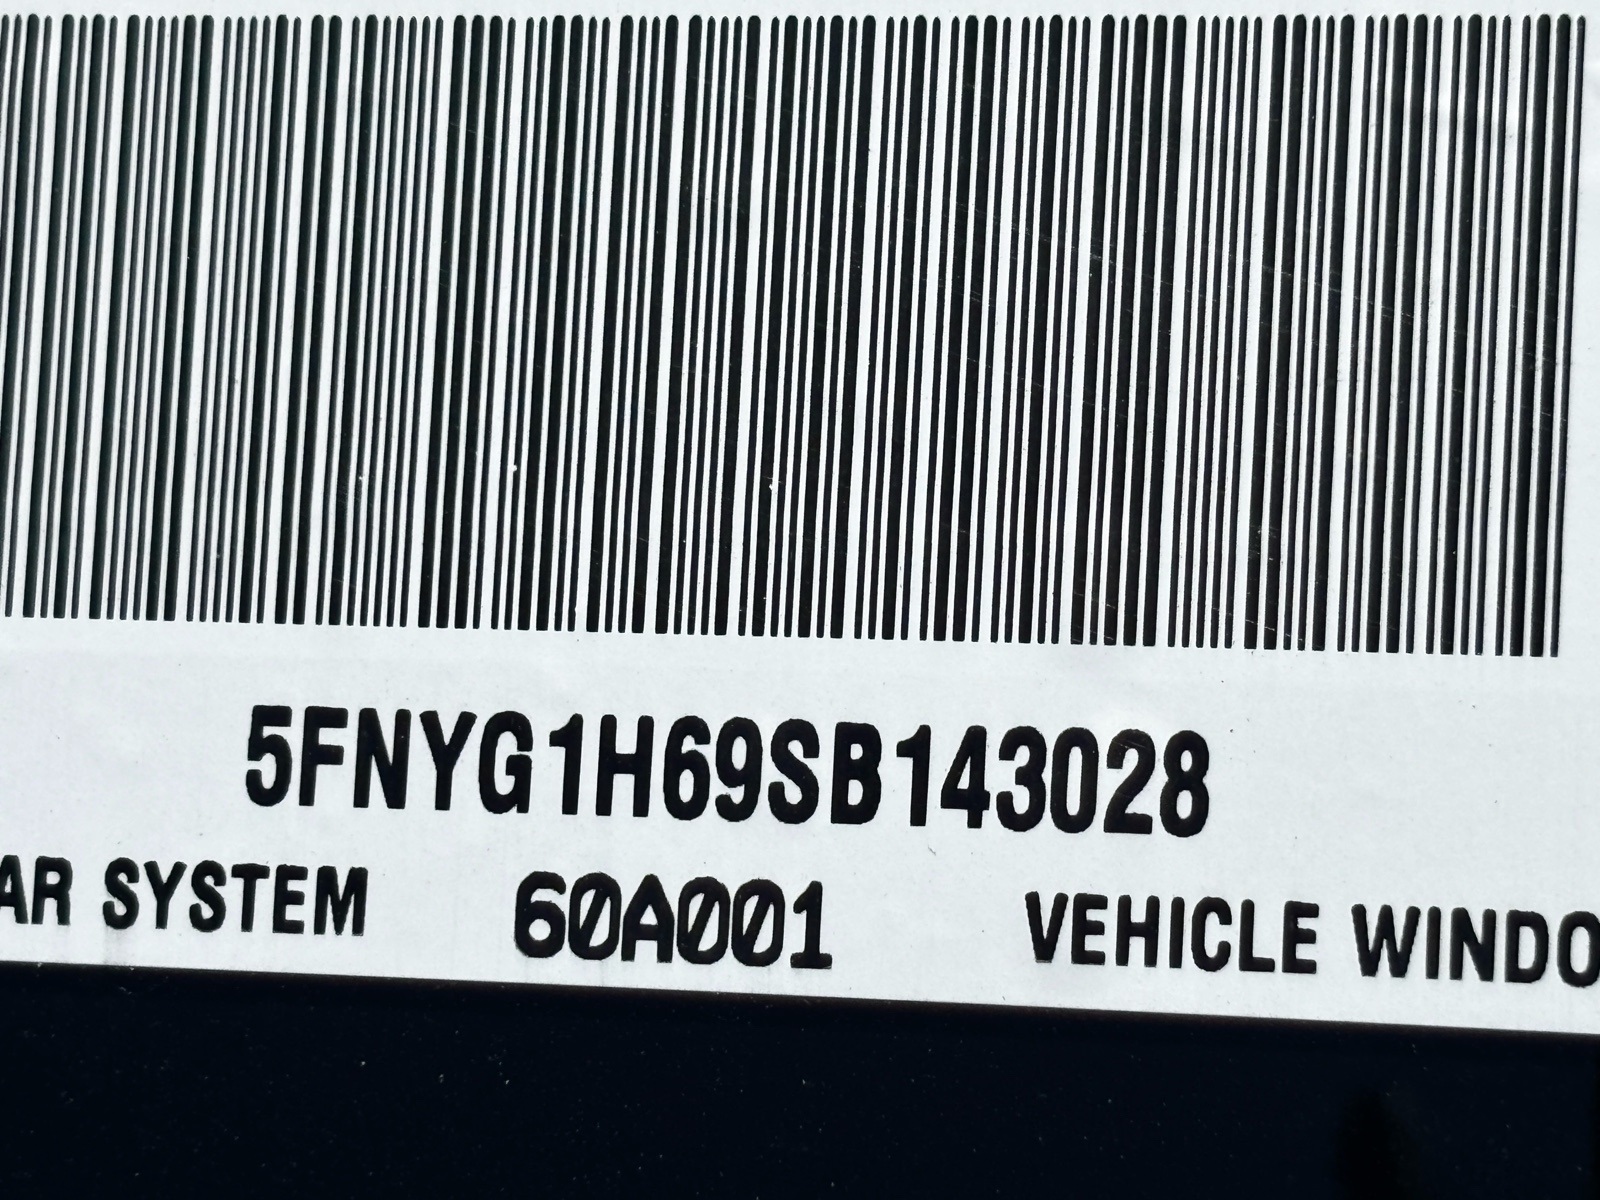 5FNYG1H69SB143028
AR SYSTEM 60A001 VEHICLE WINDO